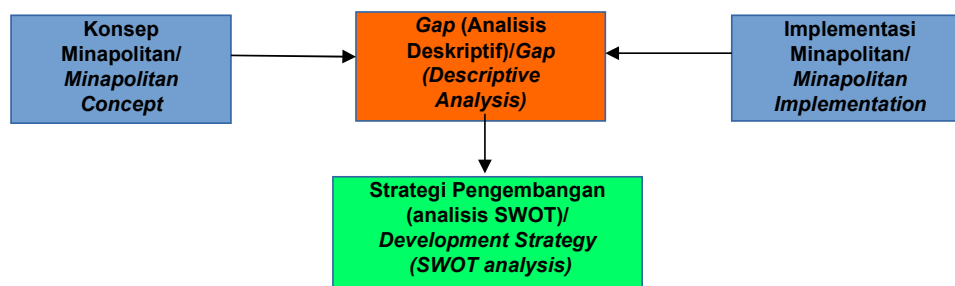 Konsep
Minapolitan/
Minapolitan
Concept
Gap (Analisis
Deskriptif)/Gap
(Descriptive
Analysis)
Implementasi
Minapolitan/
Minapolitan
Implementation
Strategi Pengembangan
(analisis SWOT)/
Development Strategy
(SWOT analysis)